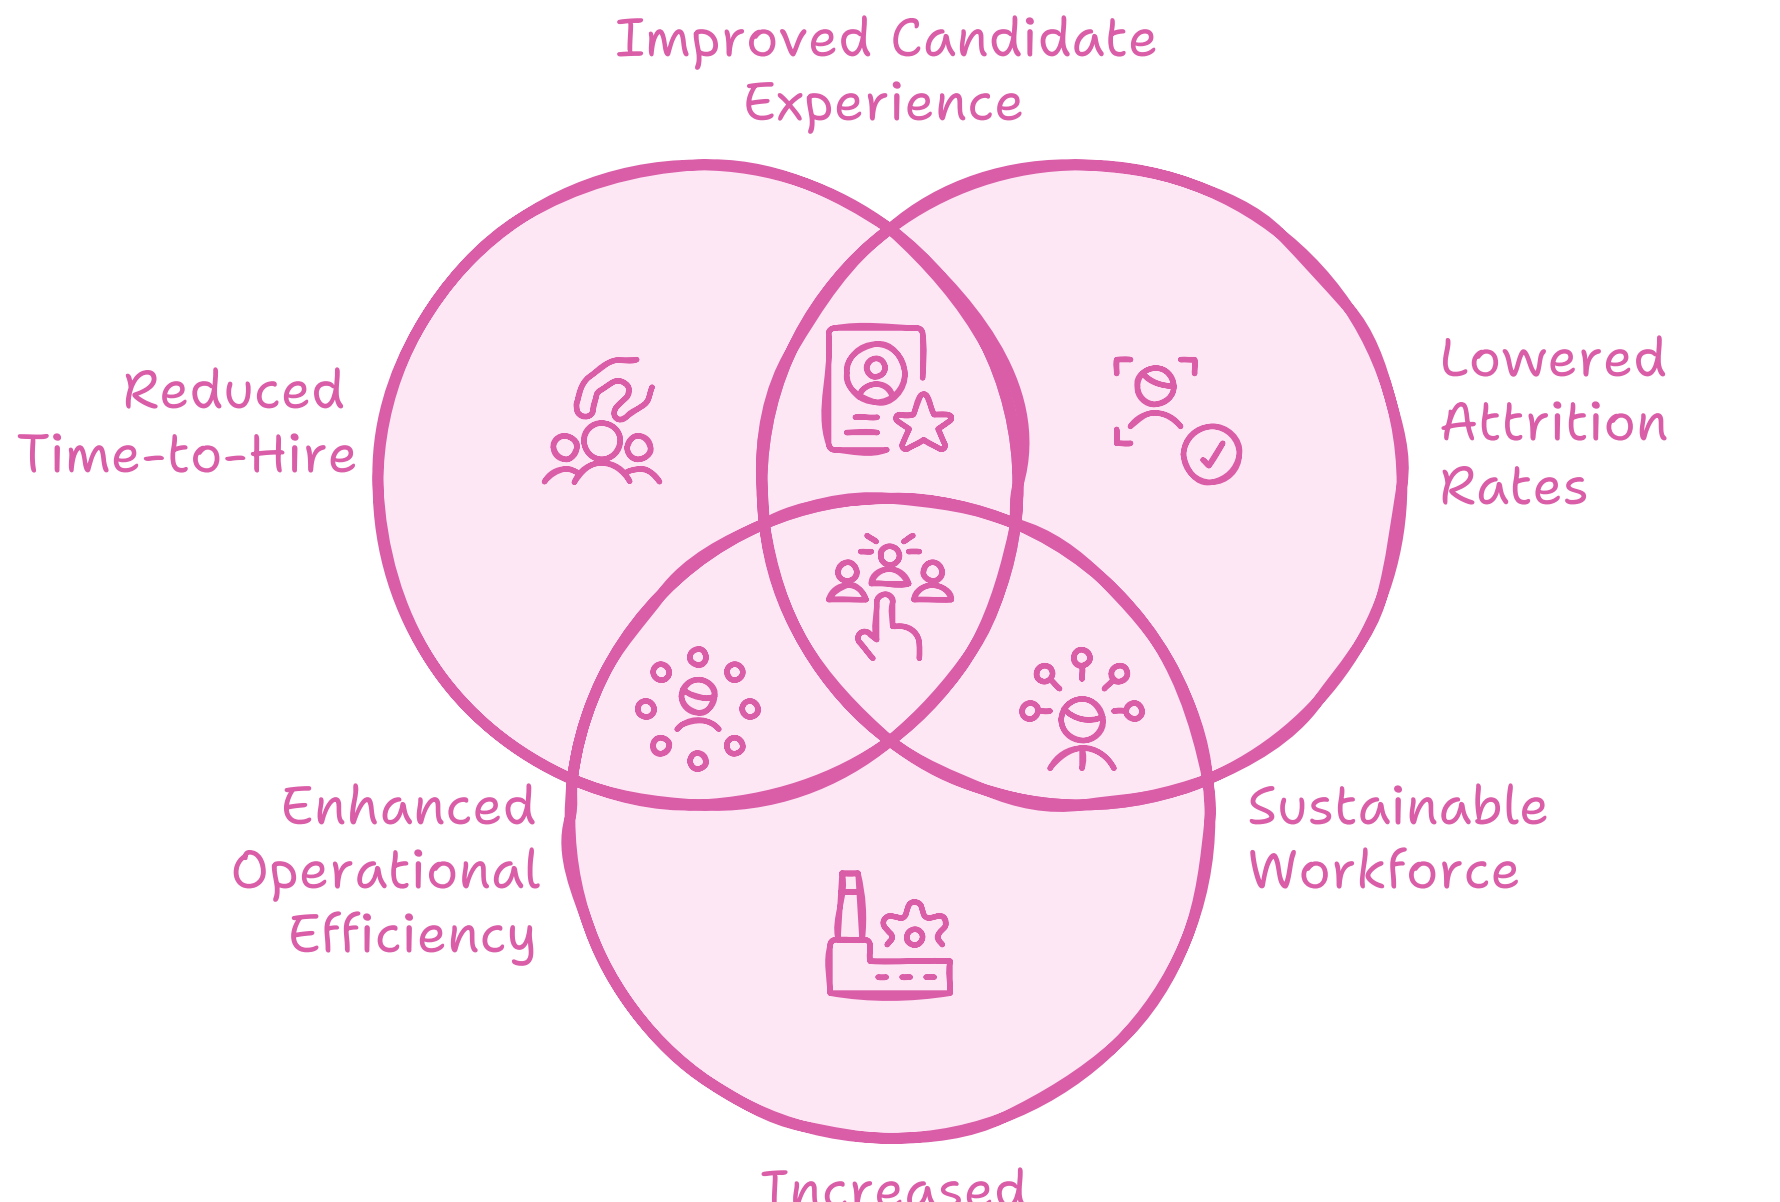 Improved Candidate
Experience
Reduced
Time-to-Hire
Lowered
Attrition
Rates
Enhanced
Operational
Efficiency
Sustainable
Workforce
Increased